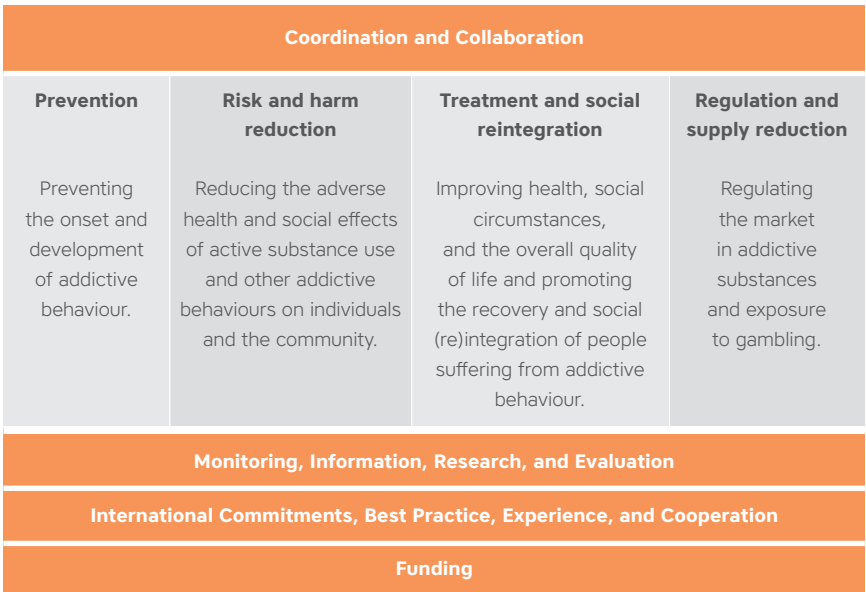 Coordination and Collaboration
Prevention
Preventing
the onset and
development
of addictive
behaviour.
Risk and harm
reduction
Reducing the adverse
health and social effects
of active substance use
and other addictive
behaviours on individuals
and the community.
Treatment and social
reintegration
Improving health, social
circumstances,
and the overall quality
of life and promoting
the recovery and social
(re)integration of people
suffering from addictive
behaviour.
Regulation and
supply reduction
Regulating
the market
in addictive
substances
and exposure
to gambling.
Monitoring, Information, Research, and Evaluation
International Commitments, Best Practice, Experience, and Cooperation
Funding